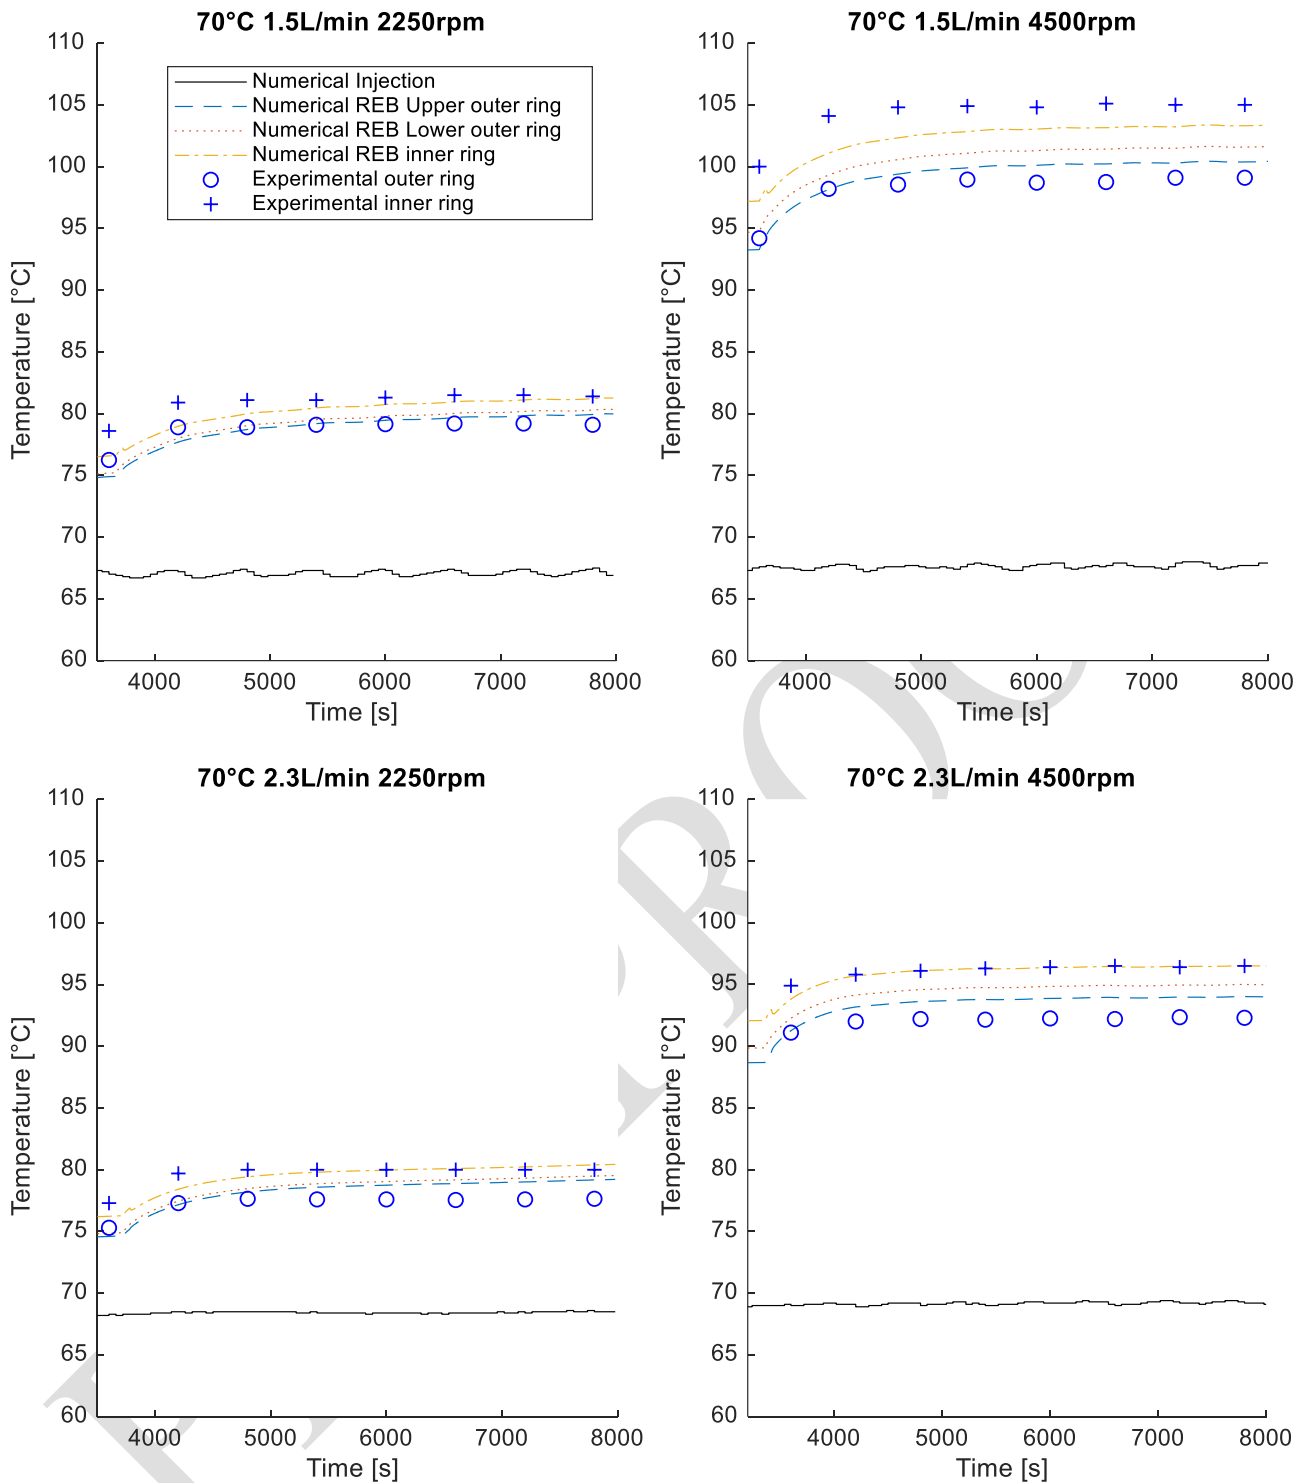 70°C 1.5L/min 2250rpm
110
105
100
95
90
85
80
75
70
65
60
Temperature [°C]
Numerical Injection
Numerical REB Upper outer ring
Numerical REB Lower outer ring
Numerical REB inner ring
Experimental outer ring
Experimental inner ring
4000 5000 6000 7000 8000
Time [s]
70°C 1.5L/min 4500rpm
110
105
100
95
90
85
80
75
70
65
60
Temperature [°C]
4000 5000 6000 7000 8000
Time [s]
70°C 2.3L/min 2250rpm
110
105
100
95
90
85
80
75
70
65
60
Temperature [°C]
4000 5000 6000 7000 8000
Time [s]
70°C 2.3L/min 4500rpm
110
105
100
95
90
85
80
75
70
65
60
Temperature [°C]
4000 5000 6000 7000 8000
Time [s]